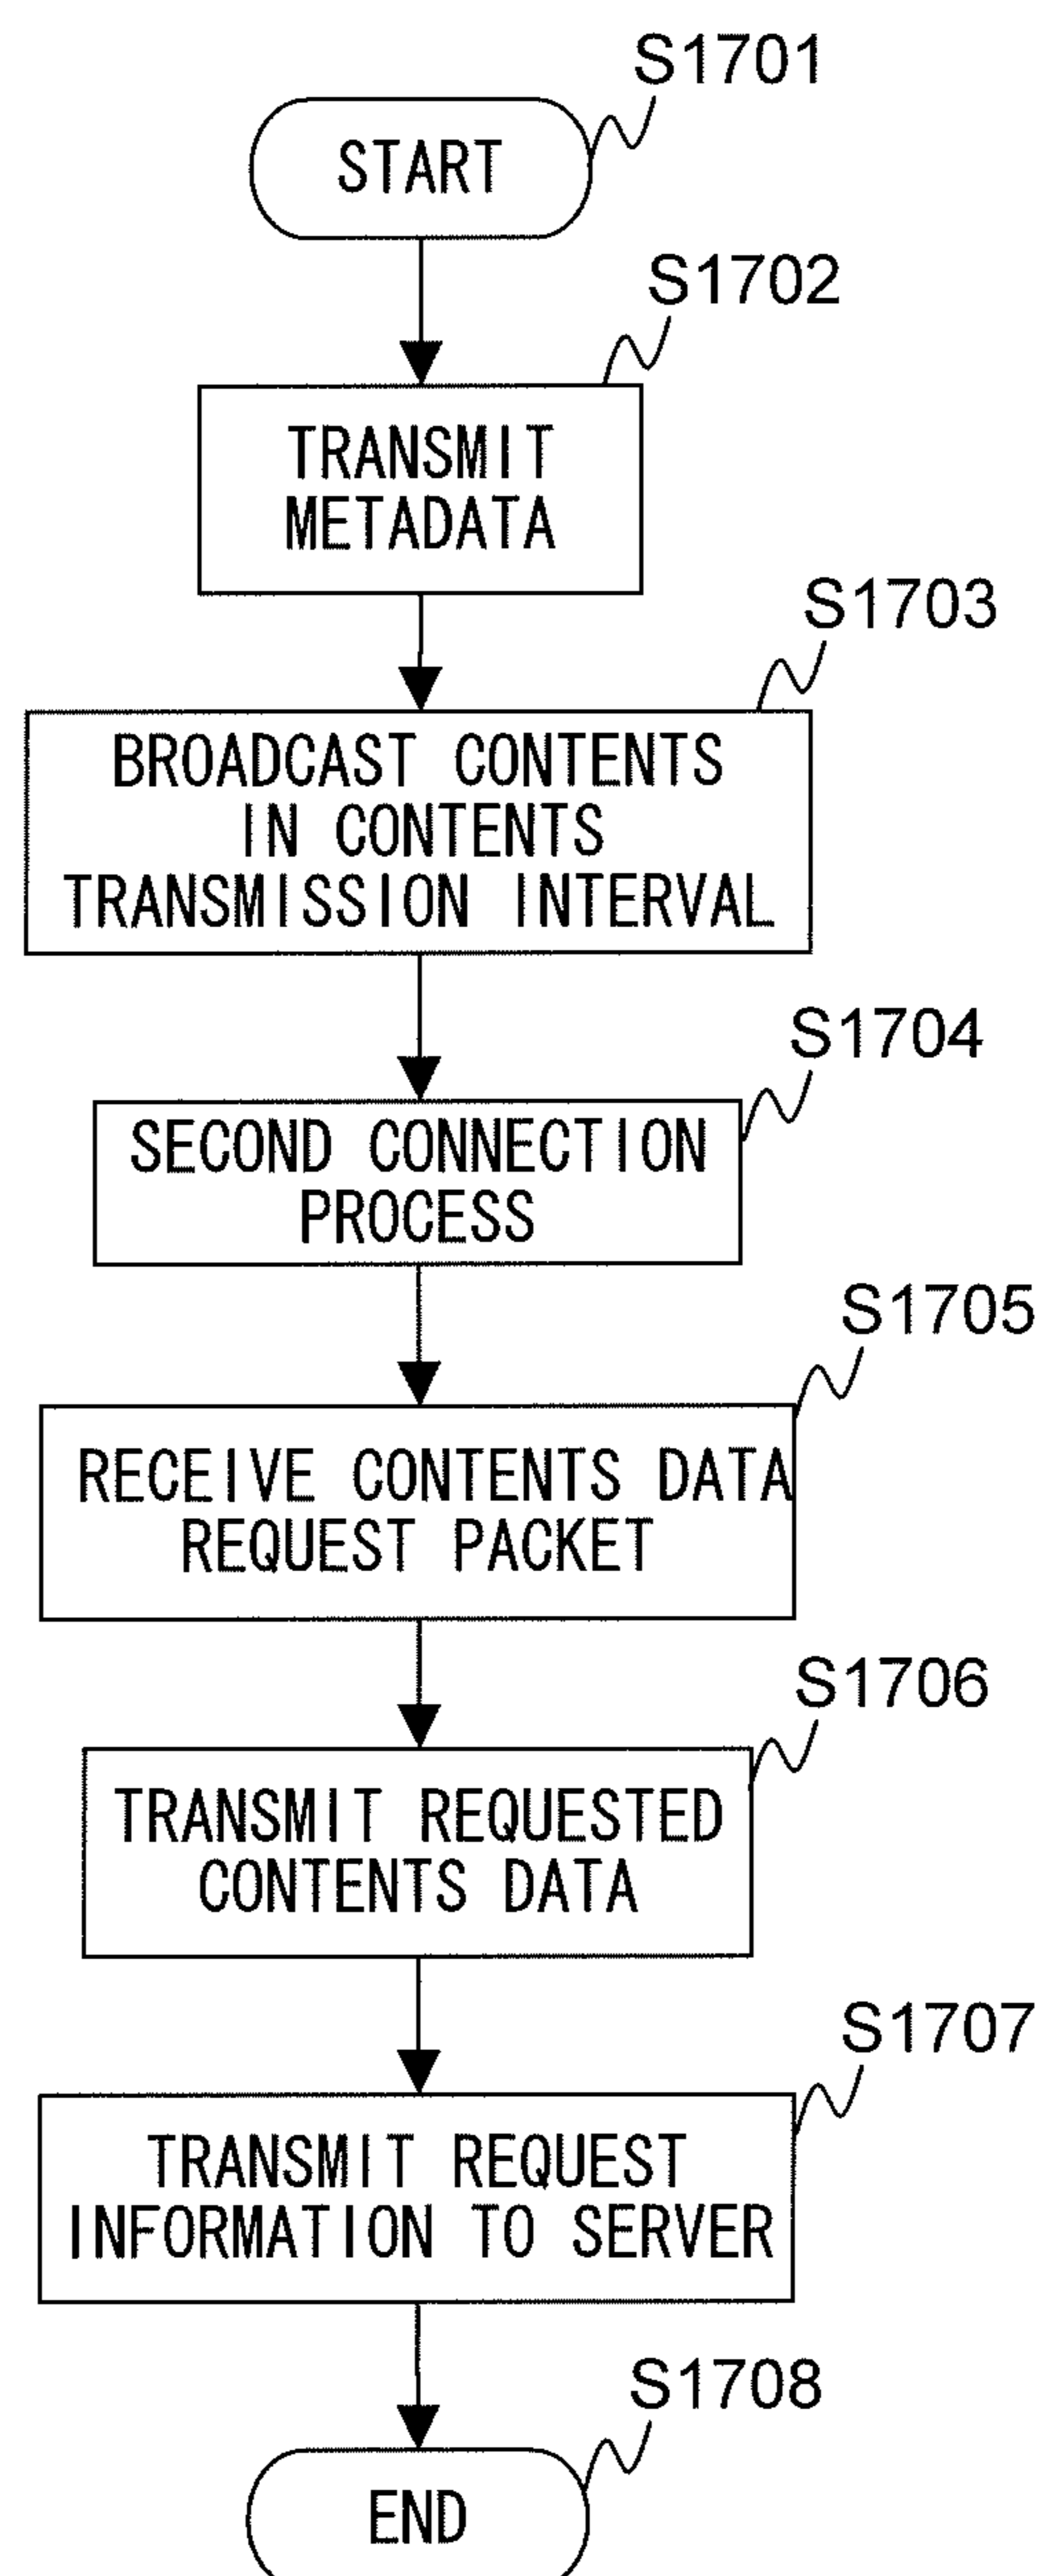 S1701
START
S1702
TRANSMIT
METADATA
S1703
BROADCAST CONTENTS
IN CONTENTS
TRANSMISSION INTERVAL
S1704
SECOND CONNECTION
PROCESS
S1705
RECEIVE CONTENTS DATA
REQUEST PACKET
S1706
TRANSMIT REQUESTED
CONTENTS DATA
S1707
TRANSMIT REQUEST
INFORMATION TO SERVER
S1708
END